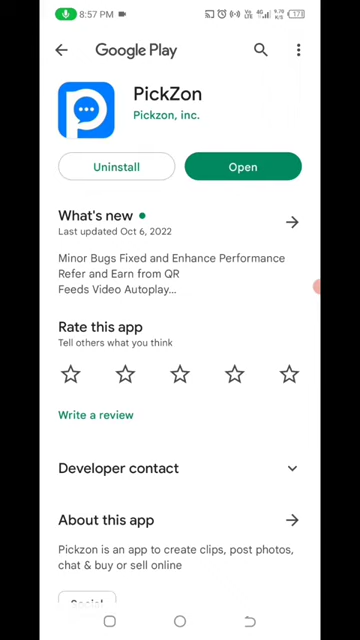 8:57 PM
Google Play
PickZon
Pickzon, inc.
Uninstall
Open
What's new
Last updated Oct 6, 2022
Minor Bugs Fixed and Enhance Performance
Refer and Earn from QR
Feeds Video Autoplay...
Rate this app
Tell others what you think
Write a review
Developer contact
About this app
Pickzon is an app to create clips, post photos,
chat & buy or sell online
Social